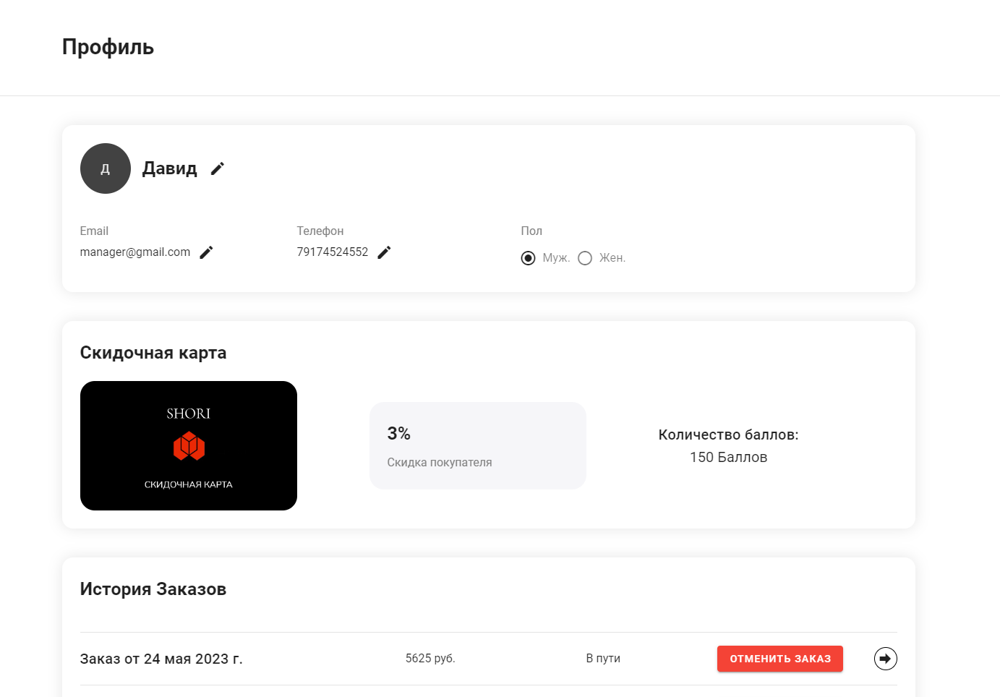 Профиль
Д
Давид
Email
manager@gmail.com
Телефон
79174524552
Пол
Муж. Жен.
Скидочная карта
SHORI
СКИДОЧНАЯ КАРТА
3%
Скидка покупателя
Количество баллов:
150 Баллов
История Заказов
Заказ от 24 мая 2023 г. 5625 руб. В пути ОТМЕНИТЬ ЗАКАЗ